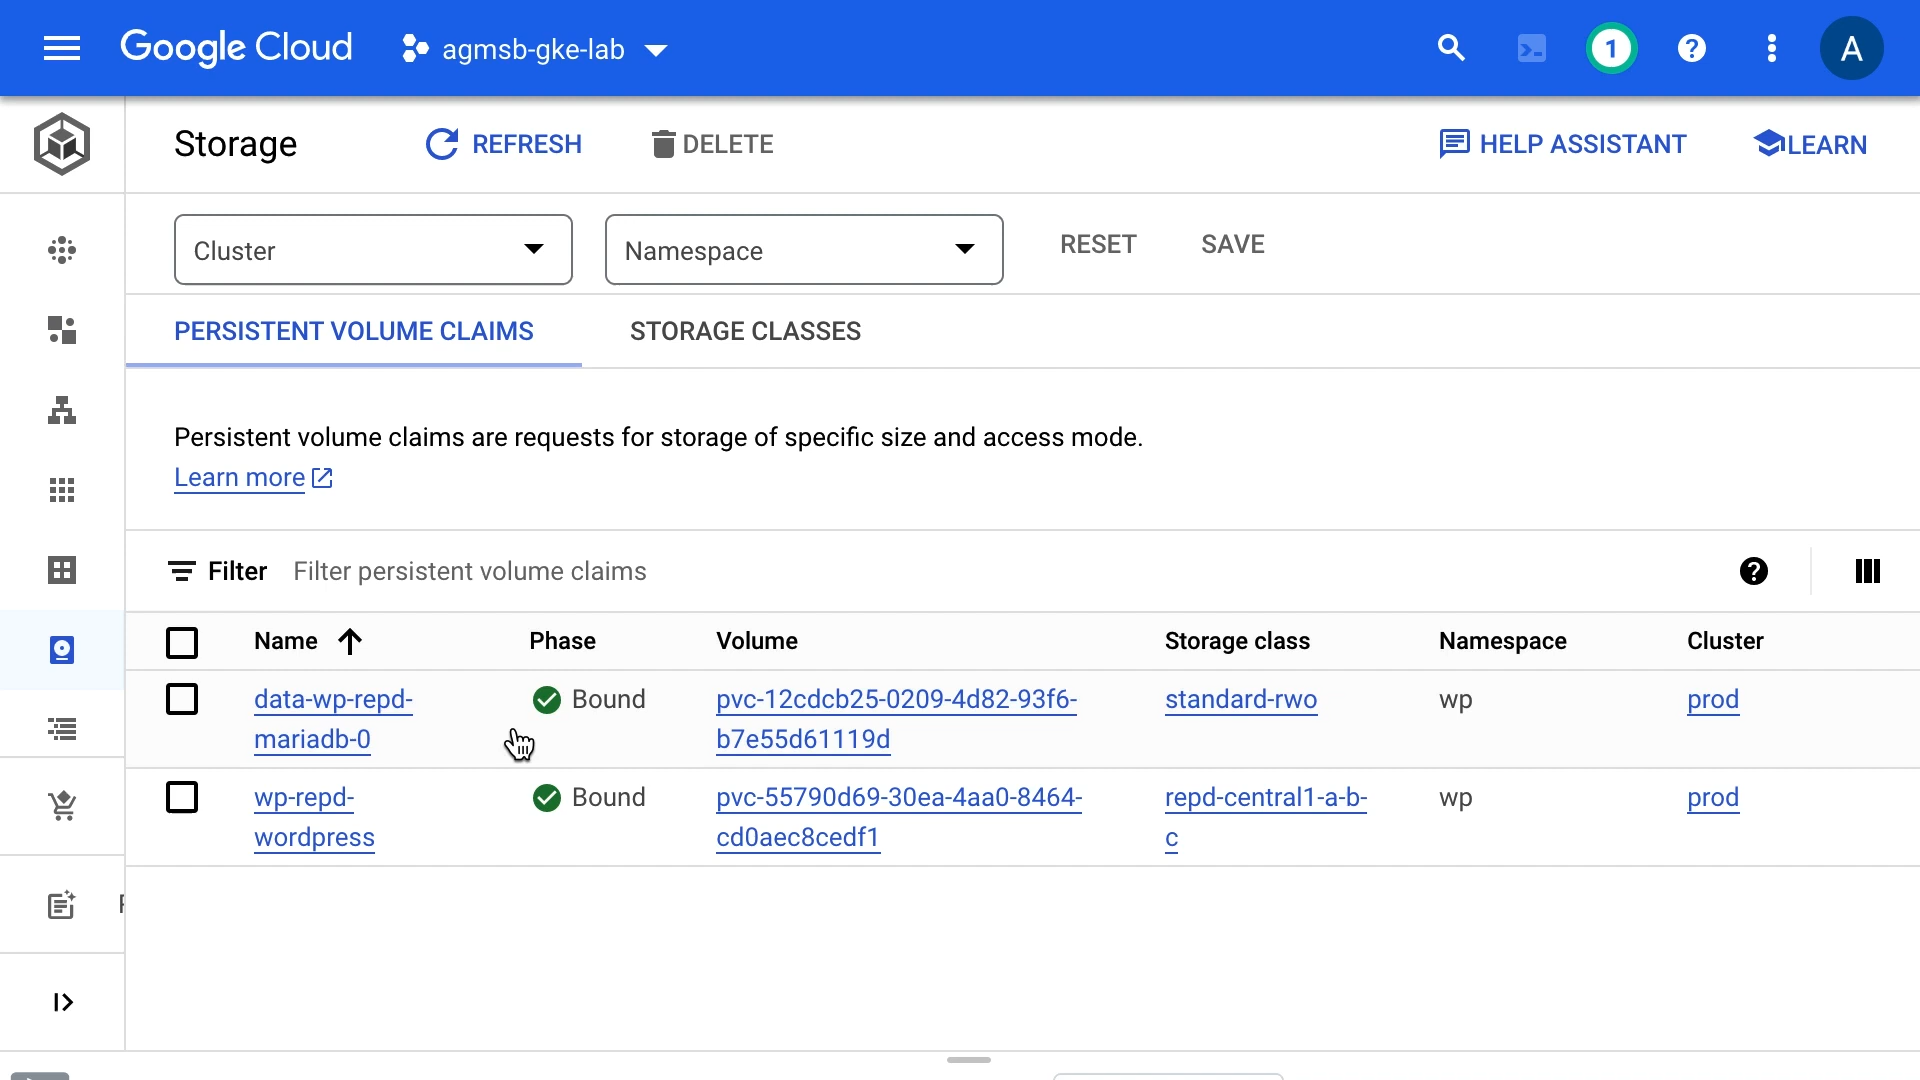 Google Cloud agmsb-gke-lab 1 A
Storage REFRESH DELETE HELP ASSISTANT LEARN
Cluster Namespace RESET SAVE
PERSISTENT VOLUME CLAIMS STORAGE CLASSES
Persistent volume claims are requests for storage of specific size and access mode.
Learn more
Filter Filter persistent volume claims
Name Phase Volume Storage class Namespace Cluster
data-wp-repd- Bound pvc-12cdcb25-0209-4d82-93f6- standard-rwo wp prod
mariadb-0 b7e55d61119d
wp-repd- Bound pvc-55790d69-30ea-4aa0-8464- repd-central1-a-b- wp prod
wordpress cd0aec8cedf1 c